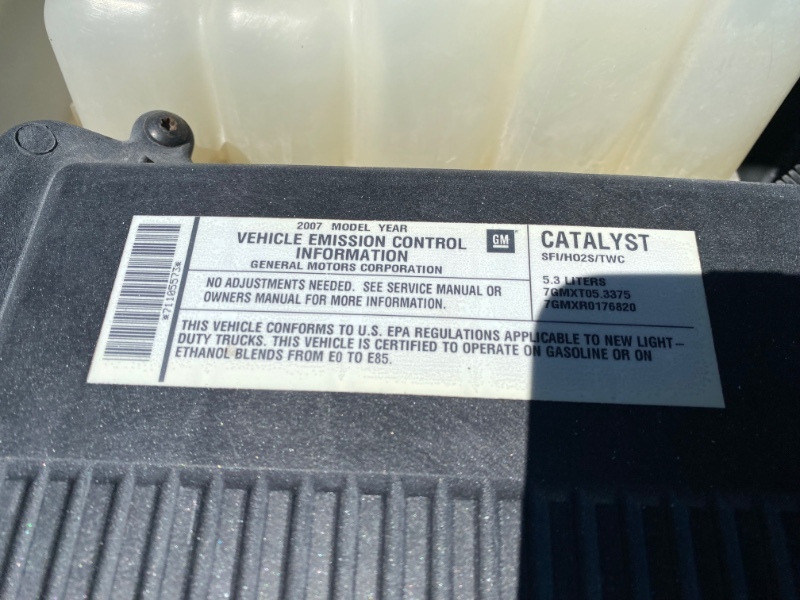 *71105573*
2007 MODEL YEAR
VEHICLE EMISSION CONTROL
INFORMATION
GENERAL MOTORS CORPORATION
GM
NO ADJUSTMENTS NEEDED. SEE SERVICE MANUAL OR
OWNERS MANUAL FOR MORE INFORMATION.
CATALYST
SFI/HO2S/TWC
5.3 LITERS
7GMXT05.3375
7GMXR0176820
THIS VEHICLE CONFORMS TO U.S. EPA REGULATIONS APPLICABLE TO NEW LIGHT-
DUTY TRUCKS. THIS VEHICLE IS CERTIFIED TO OPERATE ON GASOLINE OR ON
ETHANOL BLENDS FROM E0 TO E85.